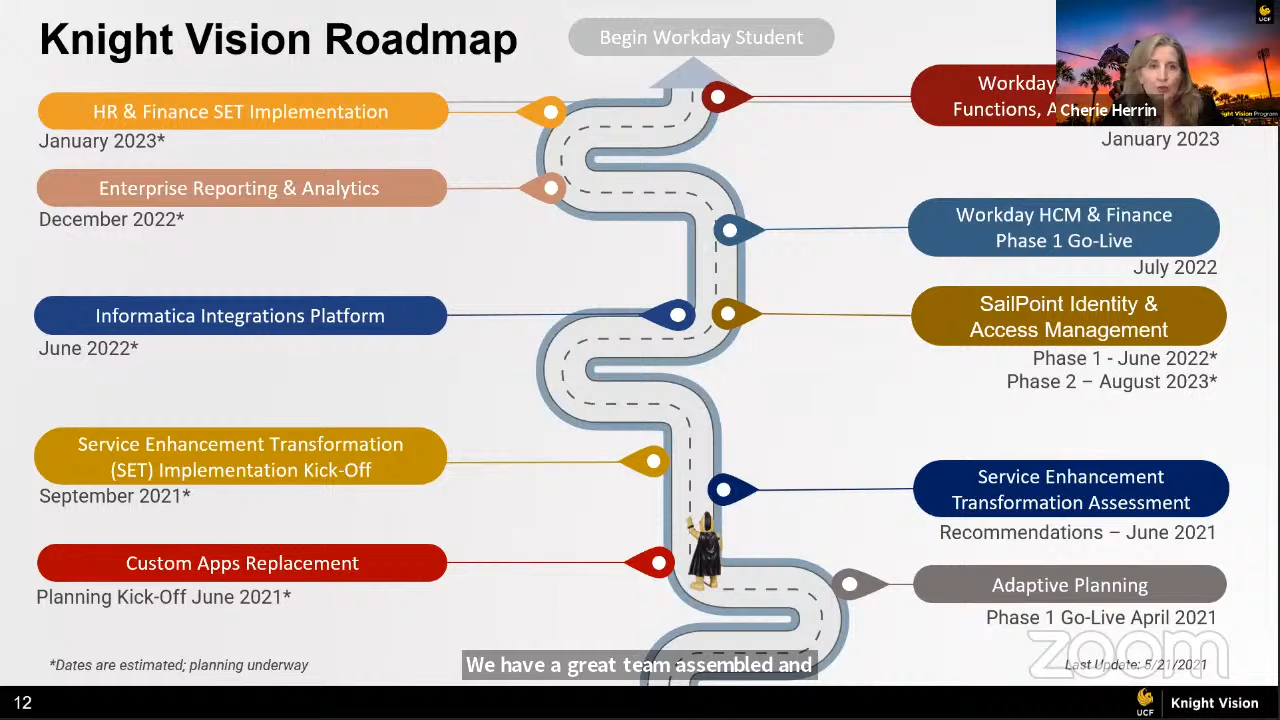 Knight Vision Roadmap
Begin Workday Student
UCF
HR & Finance SET Implementation
January 2023*
Workday
Functions, A
Cherie Herrin
ight Vision Program
January 2023
Enterprise Reporting & Analytics
December 2022*
Workday HCM & Finance
Phase 1 Go-Live
July 2022
Informatica Integrations Platform
June 2022*
SailPoint Identity &
Access Management
Phase 1 - June 2022*
Phase 2 – August 2023*
Service Enhancement Transformation
(SET) Implementation Kick-Off
September 2021*
Service Enhancement
Transformation Assessment
Recommendations – June 2021
Custom Apps Replacement
Planning Kick-Off June 2021*
Adaptive Planning
Phase 1 Go-Live April 2021
*Dates are estimated; planning underway
We have a great team assembled and
zoom
Last Update: 5/21/2021
12
UCF
Knight Vision